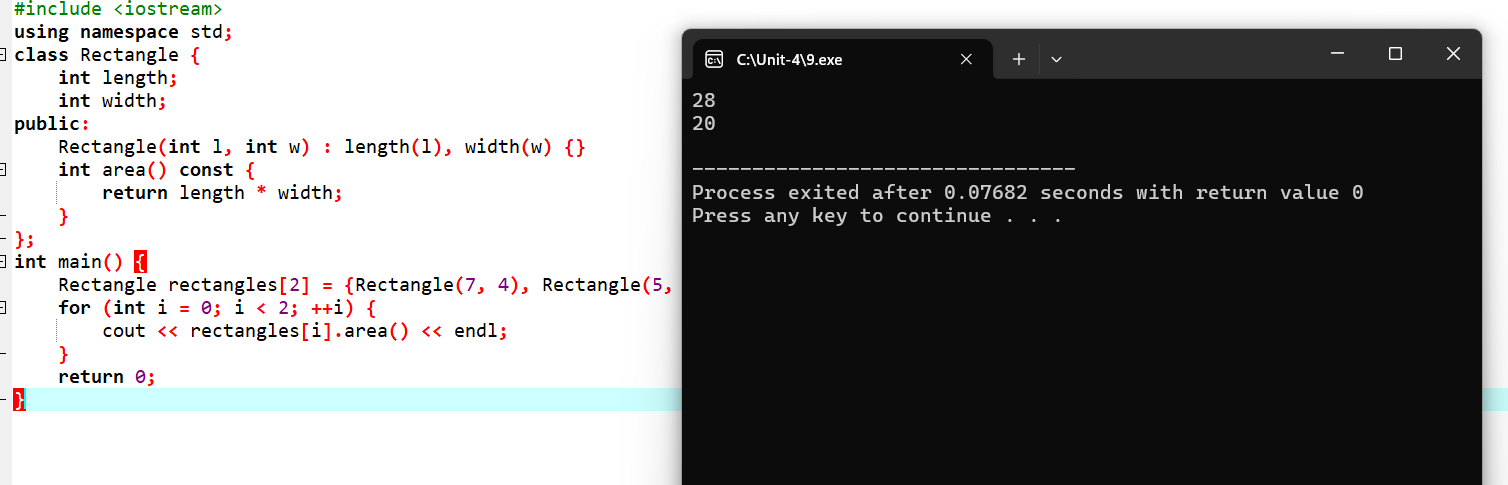 #include <iostream>
using namespace std;
class Rectangle {
    int length;
    int width;
public:
    Rectangle(int l, int w) : length(l), width(w) {}
    int area() const {
        return length * width;
    }
};
int main() {
    Rectangle rectangles[2] = {Rectangle(7, 4), Rectangle(5,
    for (int i = 0; i < 2; ++i) {
        cout << rectangles[i].area() << endl;
    }
    return 0;
}
C:\Unit-4\9.exe
28
20
--------------------------------
Process exited after 0.07682 seconds with return value 0
Press any key to continue . . .